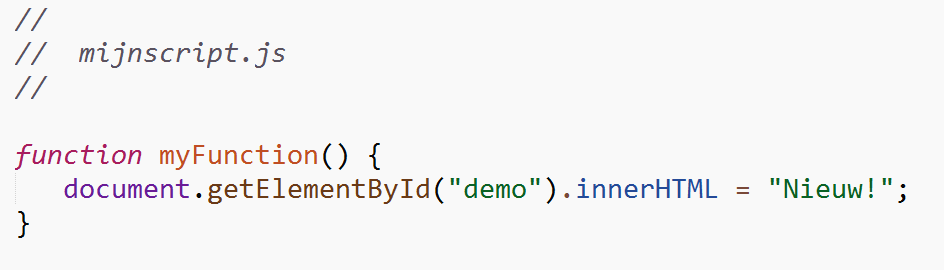 //
//  mijnscript.js
//
function myFunction() {
   document.getElementById("demo").innerHTML = "Nieuw!";
}